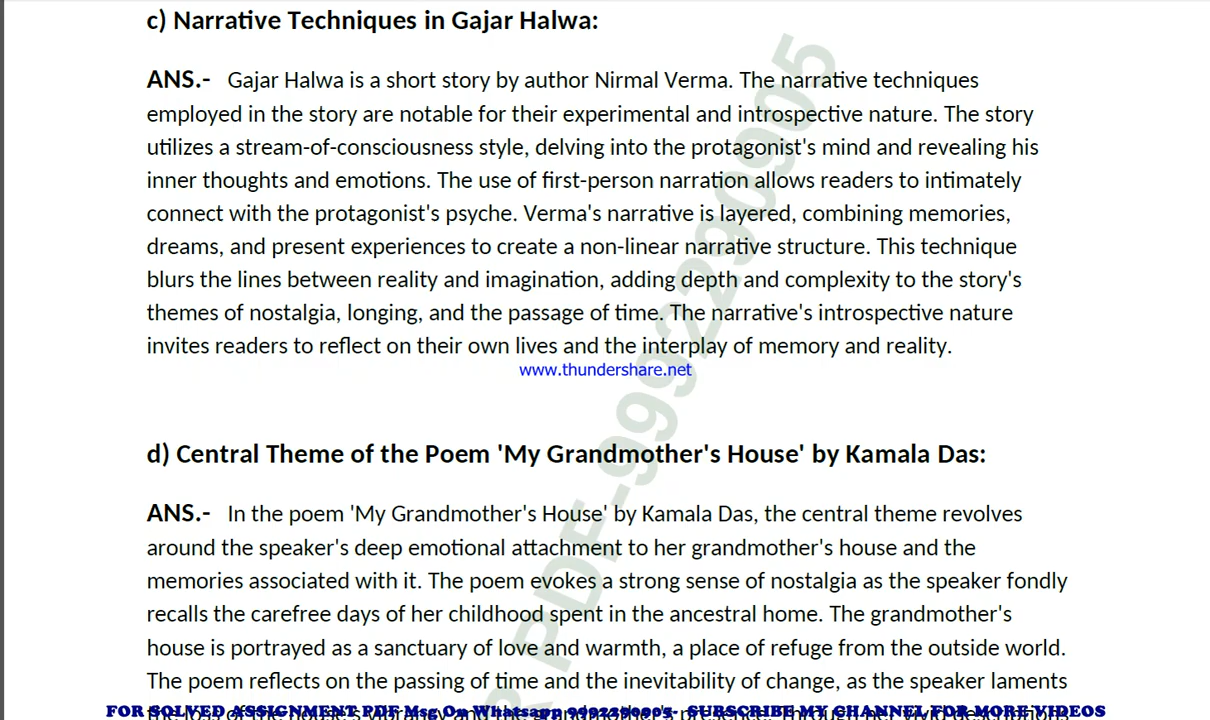 c) Narrative Techniques in Gajar Halwa:
ANS.- Gajar Halwa is a short story by author Nirmal Verma. The narrative techniques
employed in the story are notable for their experimental and introspective nature. The story
utilizes a stream-of-consciousness style, delving into the protagonist's mind and revealing his
inner thoughts and emotions. The use of first-person narration allows readers to intimately
connect with the protagonist's psyche. Verma's narrative is layered, combining memories,
dreams, and present experiences to create a non-linear narrative structure. This technique
blurs the lines between reality and imagination, adding depth and complexity to the story's
themes of nostalgia, longing, and the passage of time. The narrative's introspective nature
invites readers to reflect on their own lives and the interplay of memory and reality.
www.thundershare.net
d) Central Theme of the Poem 'My Grandmother's House' by Kamala Das:
ANS.- In the poem 'My Grandmother's House' by Kamala Das, the central theme revolves
around the speaker's deep emotional attachment to her grandmother's house and the
memories associated with it. The poem evokes a strong sense of nostalgia as the speaker fondly
recalls the carefree days of her childhood spent in the ancestral home. The grandmother's
house is portrayed as a sanctuary of love and warmth, a place of refuge from the outside world.
The poem reflects on the passing of time and the inevitability of change, as the speaker laments
FOR SOLVED ASSIGNMENT PDF Msg On Whatsapp 9992290905- SUBSCRIBE MY CHANNEL FOR MORE VIDEOS
R PDF-9992290905